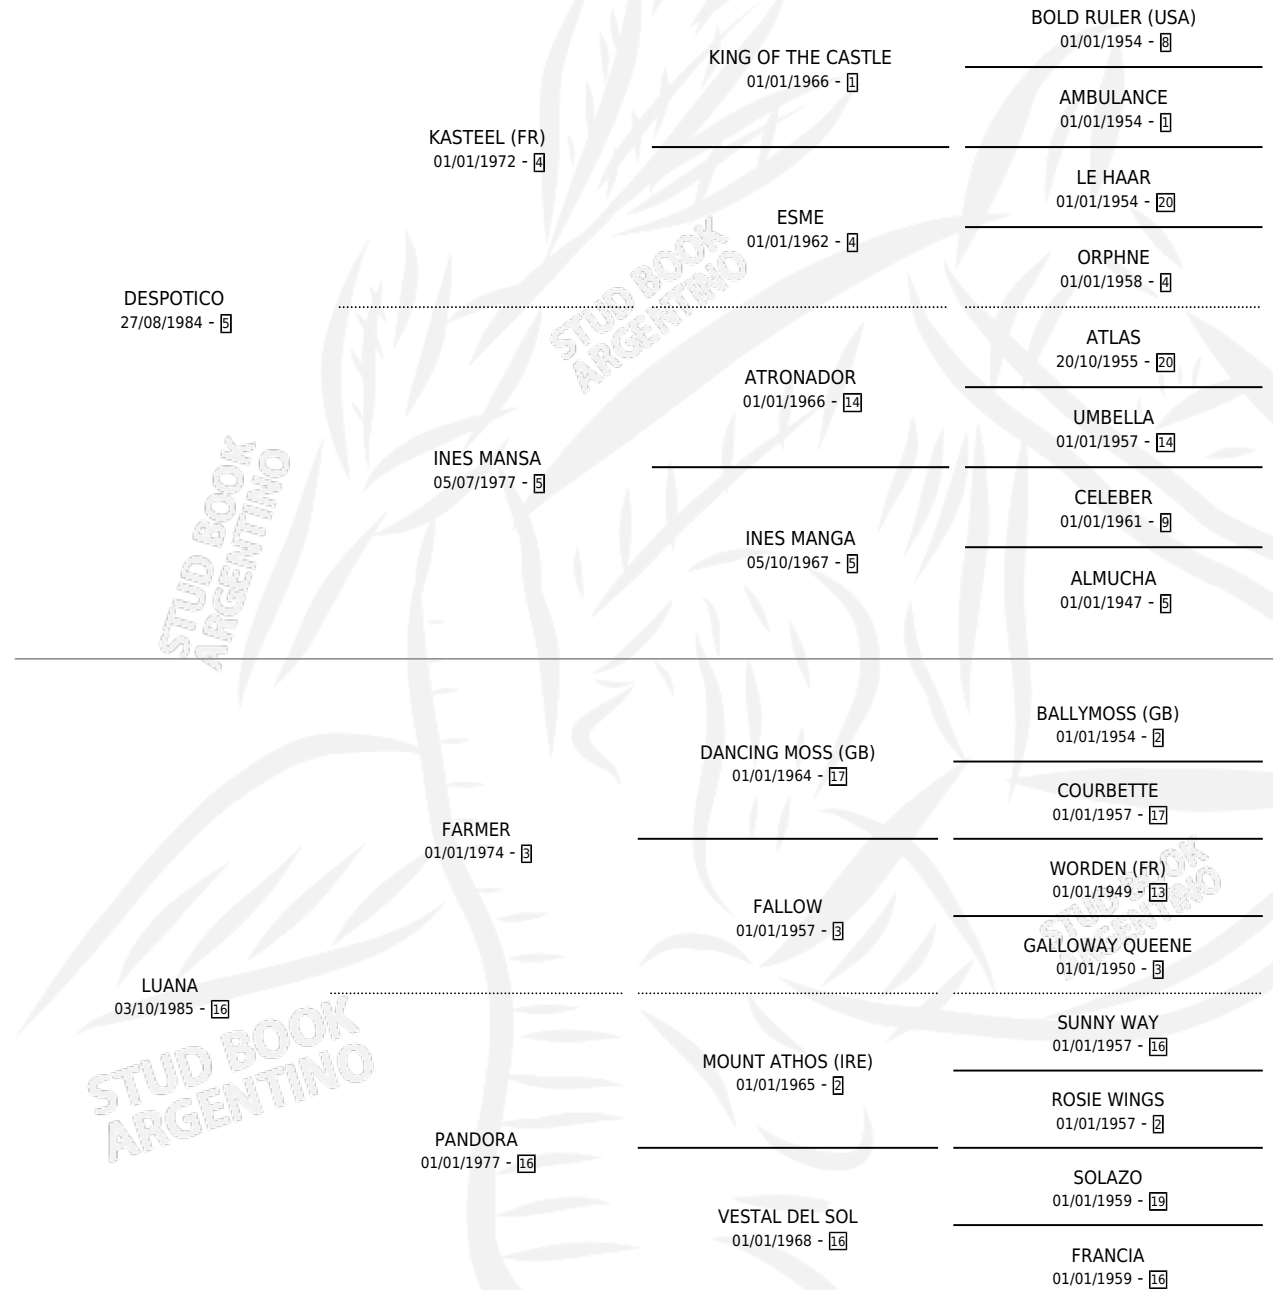 BOLD RULER (USA)
01/01/1954 - 8
KING OF THE CASTLE
01/01/1966 - 1
AMBULANCE
01/01/1954 - 1
KASTEEL (FR)
01/01/1972 - 4
LE HAAR
01/01/1954 - 20
ESME
01/01/1962 - 4
ORPHNE
01/01/1958 - 4
DESPOTICO
27/08/1984 - 5
STUD BOOK
ARGENTINO
ATLAS
20/10/1955 - 20
ATRONADOR
01/01/1966 - 14
UMBELLA
01/01/1957 - 14
INES MANSA
05/07/1977 - 5
CELEBER
01/01/1961 - 9
INES MANGA
05/10/1967 - 5
ALMUCHA
01/01/1947 - 5
STUD BOOK
ARGENTINO
BALLYMOSS (GB)
01/01/1954 - 2
DANCING MOSS (GB)
01/01/1964 - 17
COURBETTE
01/01/1957 - 17
FARMER
01/01/1974 - 3
WORDEN (FR)
01/01/1949 - 13
STUD BOOK
ARGENTINO
FALLOW
01/01/1957 - 3
GALLOWAY QUEENE
01/01/1950 - 3
LUANA
03/10/1985 - 16
STUD BOOK
ARGENTINO
SUNNY WAY
01/01/1957 - 16
MOUNT ATHOS (IRE)
01/01/1965 - 2
ROSIE WINGS
01/01/1957 - 2
PANDORA
01/01/1977 - 16
SOLAZO
01/01/1959 - 19
VESTAL DEL SOL
01/01/1968 - 16
FRANCIA
01/01/1959 - 16